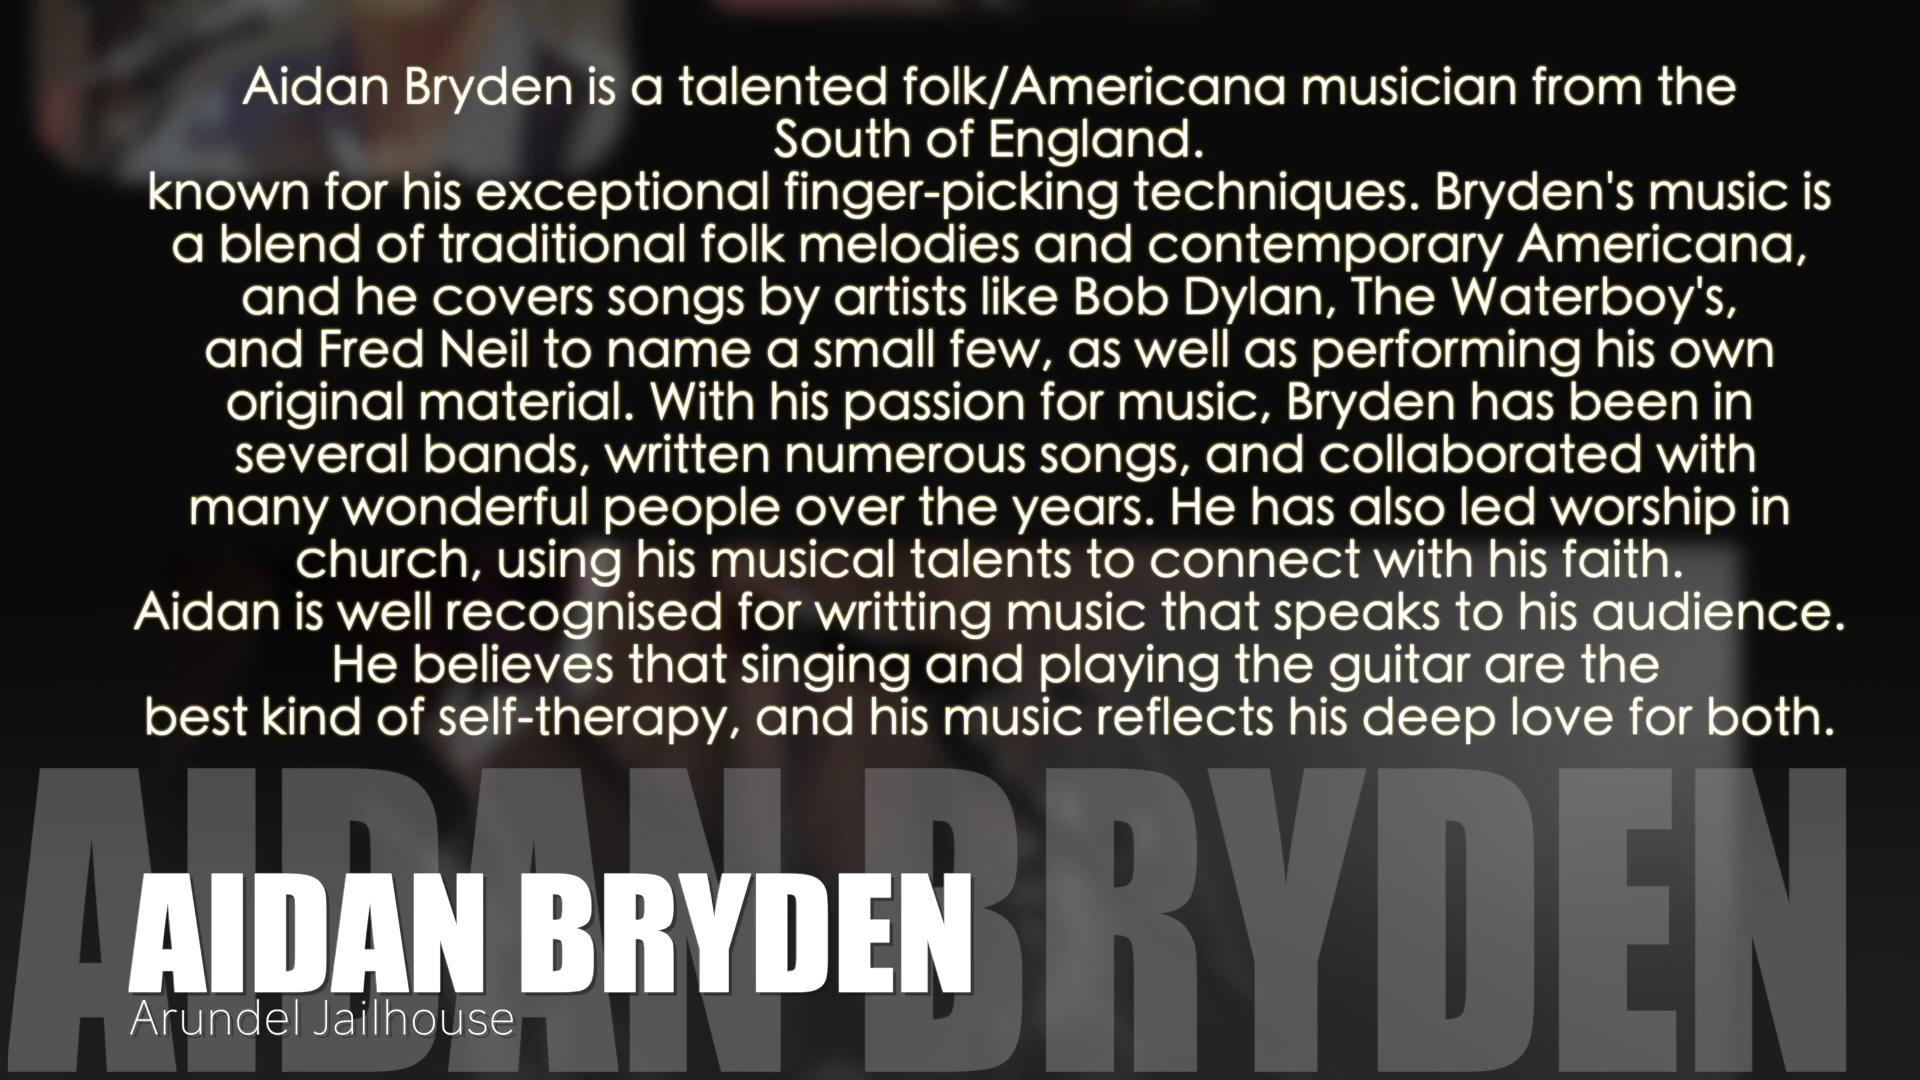 Aidan Bryden is a talented folk/Americana musician from the
South of England.
known for his exceptional finger-picking techniques. Bryden's music is
a blend of traditional folk melodies and contemporary Americana,
and he covers songs by artists like Bob Dylan, The Waterboy's,
and Fred Neil to name a small few, as well as performing his own
original material. With his passion for music, Bryden has been in
several bands, written numerous songs, and collaborated with
many wonderful people over the years. He has also led worship in
church, using his musical talents to connect with his faith.
Aidan is well recognised for writting music that speaks to his audience.
He believes that singing and playing the guitar are the
best kind of self-therapy, and his music reflects his deep love for both.
AIDAN BRYDEN
AIDAN BRYDEN
Arundel Jailhouse